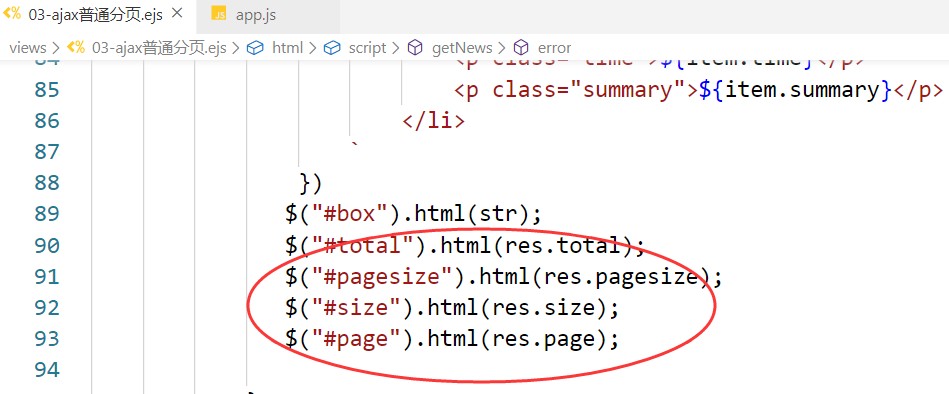 03-ajax普通分页.ejs × JS app.js
views > 03-ajax普通分页.ejs > html > script > getNews > error
84 <p class="time">${item.time}</p>
85 <p class="summary">${item.summary}</p>
86 </li>
87 `
88 })
89 $("#box").html(str);
90 $("#total").html(res.total);
91 $("#pagesize").html(res.pagesize);
92 $("#size").html(res.size);
93 $("#page").html(res.page);
94